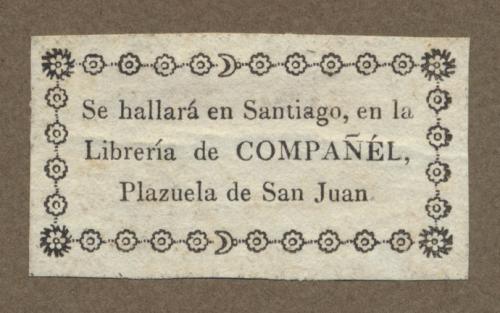 Se hallará en Santiago, en la
Librería de COMPAÑÉL,
Plazuela de San Juan